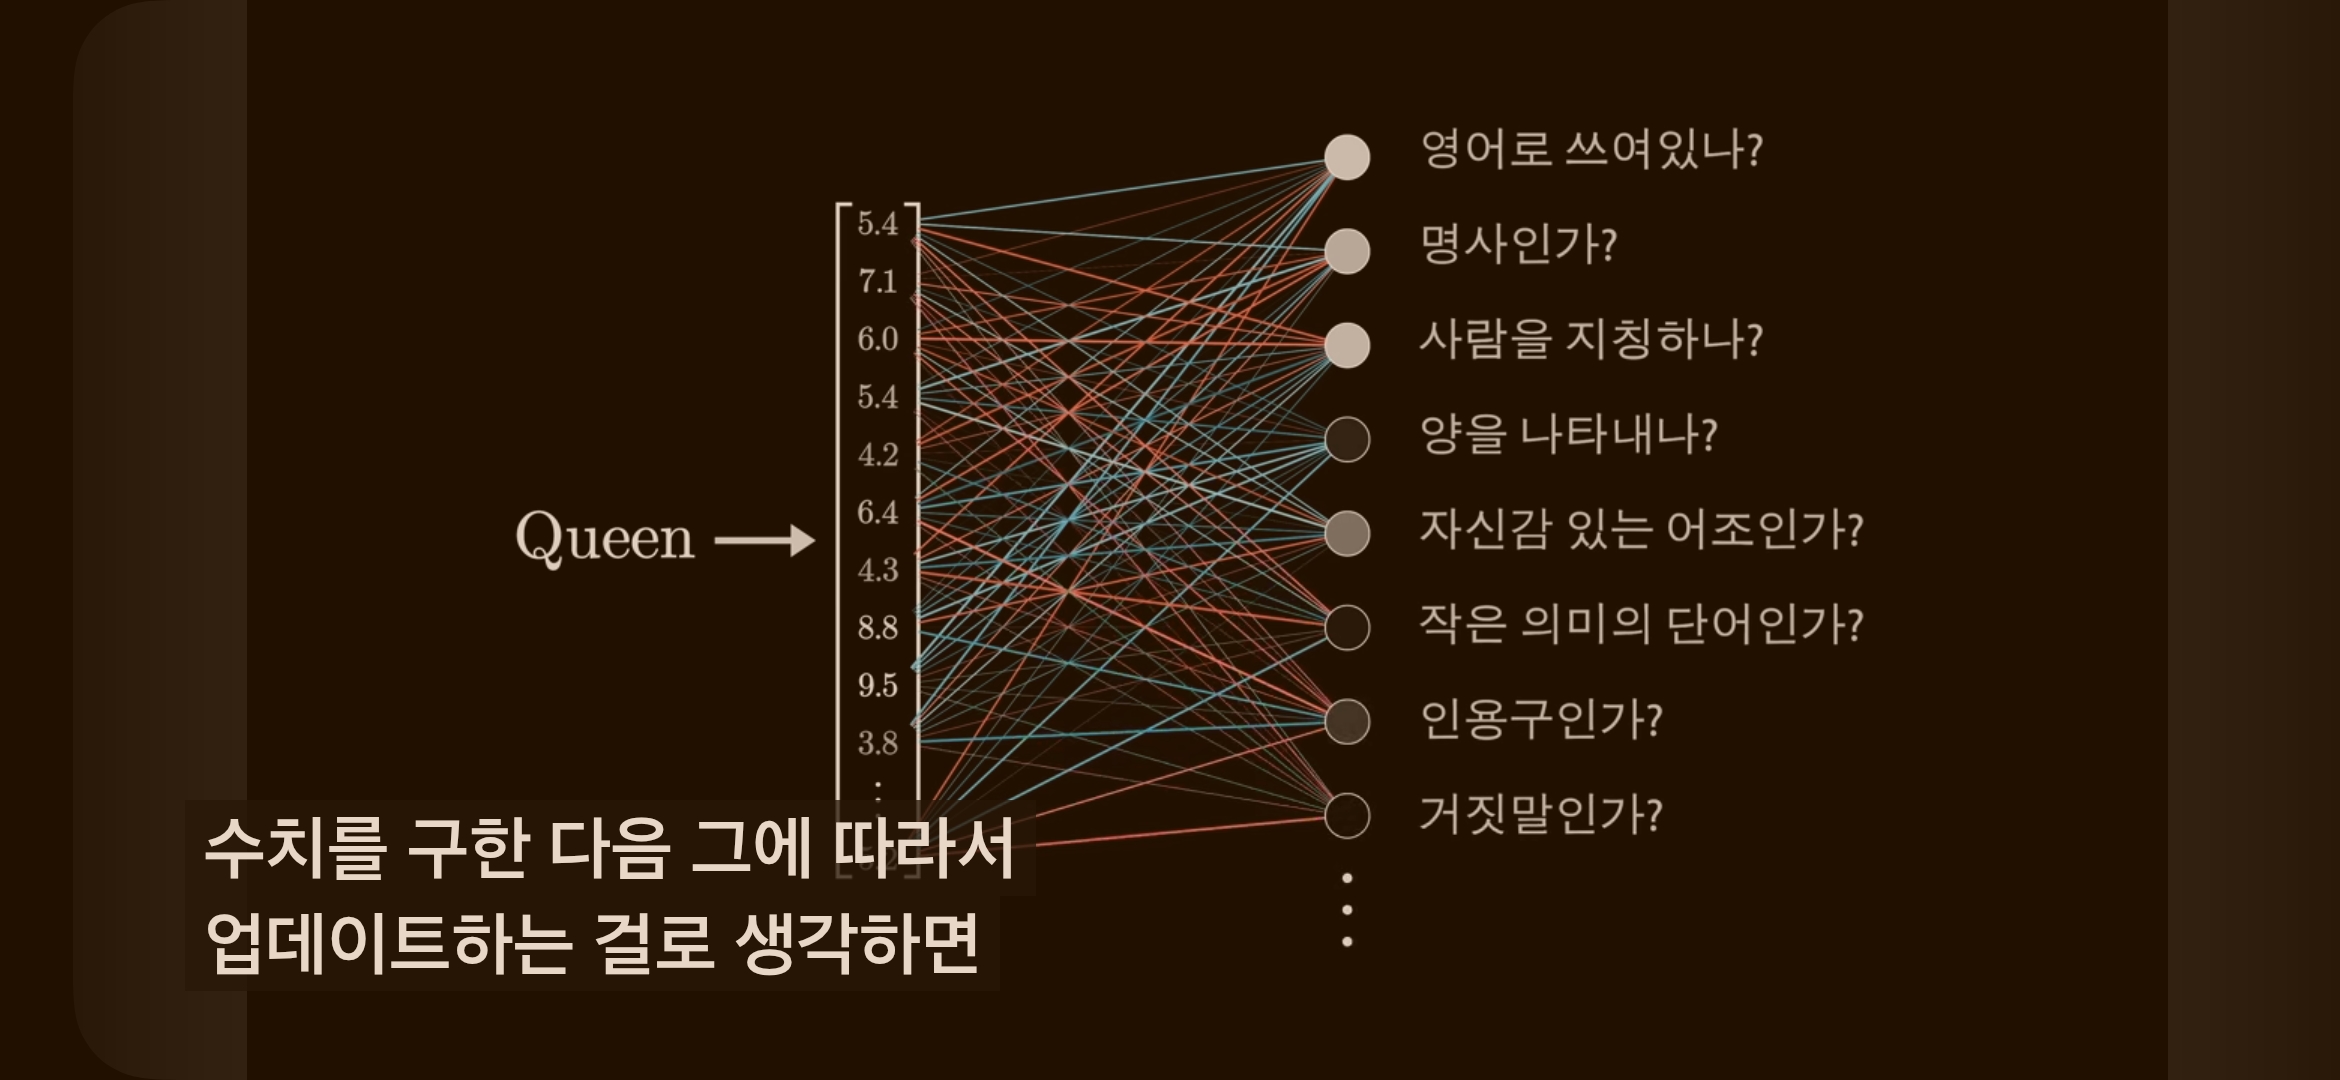 영어로 쓰여있나?
명사인가?
사람을 지칭하나?
양을 나타내나?
자신감 있는 어조인가?
작은 의미의 단어인가?
인용구인가?
거짓말인가?
Queen
5.4
7.1
6.0
5.4
4.2
6.4
4.3
8.8
9.5
3.8
수치를 구한 다음 그에 따라서
업데이트하는 걸로 생각하면